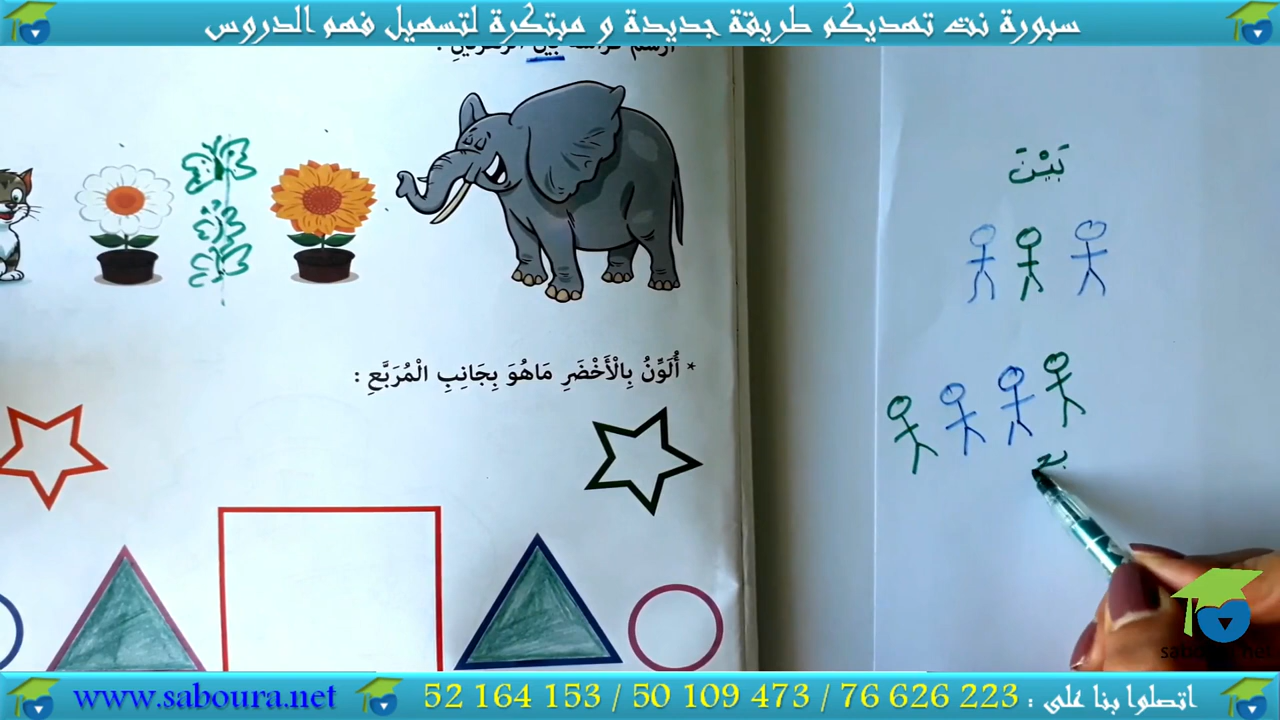 سبورة نت تهديكم طريقة جديدة و مبتكرة لتسهيل فهم الدروس
بَيْنَ
* أُلَوِّنُ بِالْأَخْضَرِ مَاهُوَ بِجَانِبِ الْمُرَبَّعِ :
اتصلوا بنا على : 223 626 76 / 473 109 50 / 153 164 52
www.saboura.net